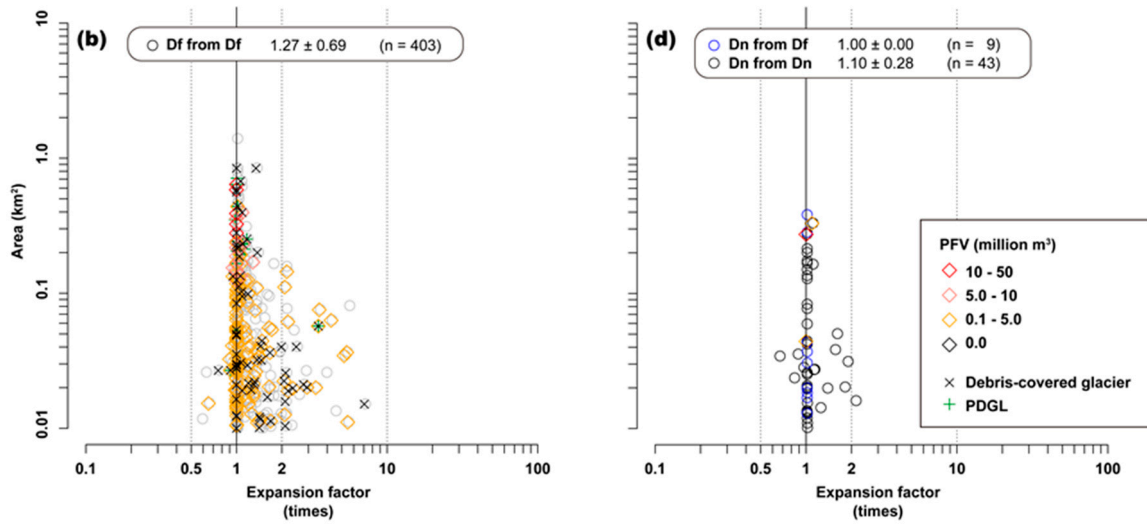 (b)
Df from Df 1.27 ± 0.69 (n = 403)
10
1.0
0.1
0.01
Area (km²)
0.1 0.5 1 2 10 100
Expansion factor
(times)
(d)
Dn from Df 1.00 ± 0.00 (n = 9)
Dn from Dn 1.10 ± 0.28 (n = 43)
PFV (million m³)
10 - 50
5.0 - 10
0.1 - 5.0
0.0
Debris-covered glacier
PDGL
0.1 0.5 1 2 10 100
Expansion factor
(times)